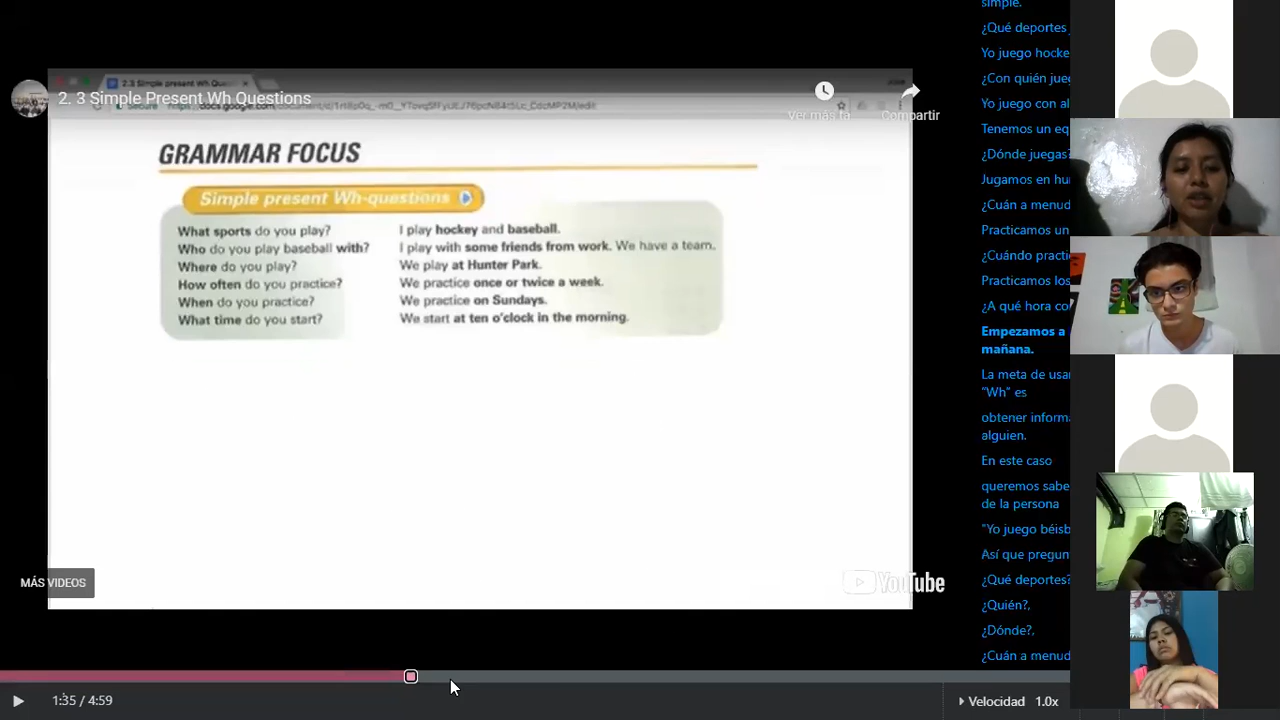 2. 3 Simple Present Wh Questions
Ver más ta
Compartir
GRAMMAR FOCUS
Simple present Wh-questions
What sports do you play? I play hockey and baseball.
Who do you play baseball with? I play with some friends from work. We have a team.
Where do you play? We play at Hunter Park.
How often do you practice? We practice once or twice a week.
When do you practice? We practice on Sundays.
What time do you start? We start at ten o'clock in the morning.
MÁS VIDEOS
YouTube
1:35 / 4:59
Velocidad 1.0x
simple.
¿Qué deportes
Yo juego hocke
¿Con quién jueg
Yo juego con al
Tenemos un eq
¿Dónde juegas?
Jugamos en hu
¿Cuán a menud
Practicamos un
¿Cuándo practi
Practicamos los
¿A qué hora co
Empezamos a
mañana.
La meta de usa
"Wh" es
obtener informa
alguien.
En este caso
queremos sabe
de la persona
"Yo juego béisb
Así que pregun
¿Qué deportes?
¿Quién?,
¿Dónde?,
¿Cuán a menud